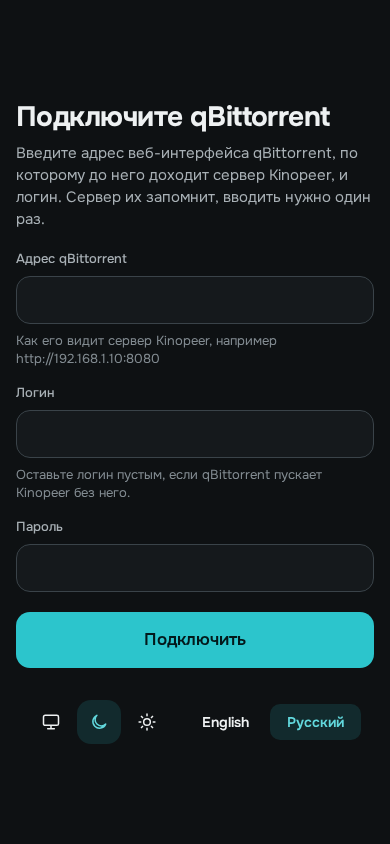 Подключите qBittorrent
Введите адрес веб-интерфейса qBittorrent, по
которому до него доходит сервер Kinopeer, и
логин. Сервер их запомнит, вводить нужно один
раз.
Адрес qBittorrent
Как его видит сервер Kinopeer, например
http://192.168.1.10:8080
Логин
Оставьте логин пустым, если qBittorrent пускает
Kinopeer без него.
Пароль
Подключить
English Русский